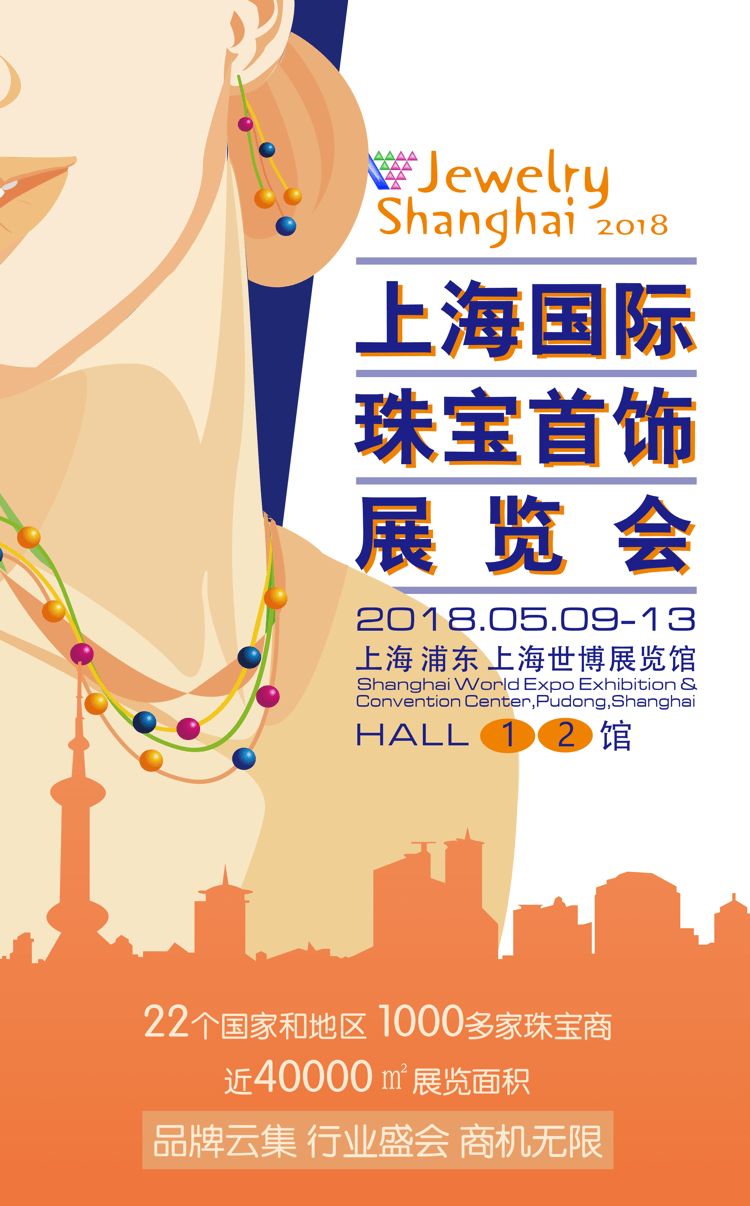 Jewelry
Shanghai 2018
上海国际
珠宝首饰
展览会
2018.05.09-13
上海 浦东 上海世博展览馆
Shanghai World Expo Exhibition &
Convention Center,Pudong,Shanghai
HALL 1 2 馆
22个国家和地区 1000多家珠宝商
近40000㎡展览面积
品牌云集 行业盛会 商机无限